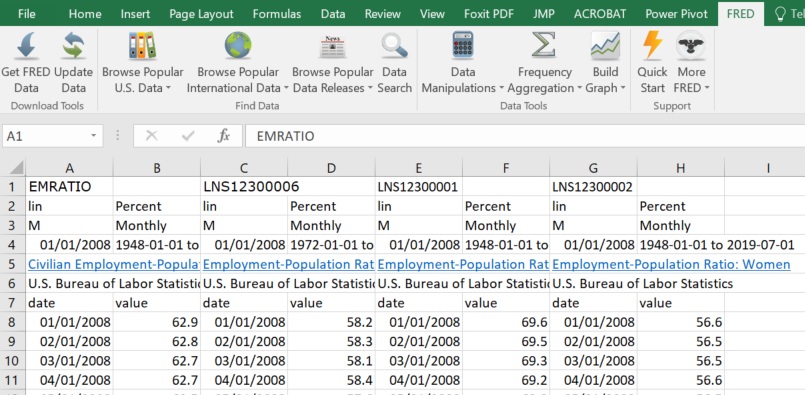 File Home Insert Page Layout Formulas Data Review View Foxit PDF JMP ACROBAT Power Pivot FRED Tel
Get FRED Update Browse Popular Browse Popular Browse Popular Data Data Frequency Build Quick More
Data Data U.S. Data International Data Data Releases Search Manipulations Aggregation Graph Start FRED
Download Tools Find Data Data Tools Support
A1 fx EMRATIO
A B C D E F G H I
1 EMRATIO LNS12300006 LNS12300001 LNS12300002
2 lin Percent lin Percent lin Percent lin Percent
3 M Monthly M Monthly M Monthly M Monthly
4 01/01/2008 1948-01-01 to 01/01/2008 1972-01-01 to 01/01/2008 1948-01-01 to 01/01/2008 1948-01-01 to 2019-07-01
5 Civilian Employment-Popula Employment-Population Rat Employment-Population Rat Employment-Population Ratio: Women
6 U.S. Bureau of Labor Statistic U.S. Bureau of Labor Statistic U.S. Bureau of Labor Statistic U.S. Bureau of Labor Statistics
7 date value date value date value date value
8 01/01/2008 62.9 01/01/2008 58.2 01/01/2008 69.6 01/01/2008 56.6
9 02/01/2008 62.8 02/01/2008 58.3 02/01/2008 69.5 02/01/2008 56.5
10 03/01/2008 62.7 03/01/2008 58.1 03/01/2008 69.3 03/01/2008 56.5
11 04/01/2008 62.7 04/01/2008 58.4 04/01/2008 69.2 04/01/2008 56.6